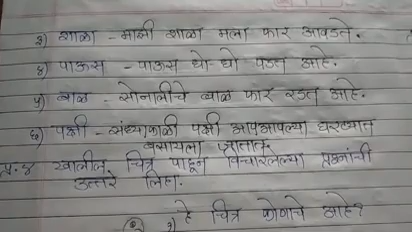 ३) शाळा - माझी शाळा मला फार आवडते.
४) पाऊस - पाऊस धो-धो पडत आहे.
५) बाळ - सोनालीचे बाळ फार रडत आहे.
६) पक्षी - संध्याकाळी पक्षी आपआपल्या घरट्यात
बसायला जातात.
प्र.४ खालील चित्र पाहून विचारलेल्या प्रश्नांची
उत्तरे लिहा.
१) हे चित्र कोणाचे आहे?